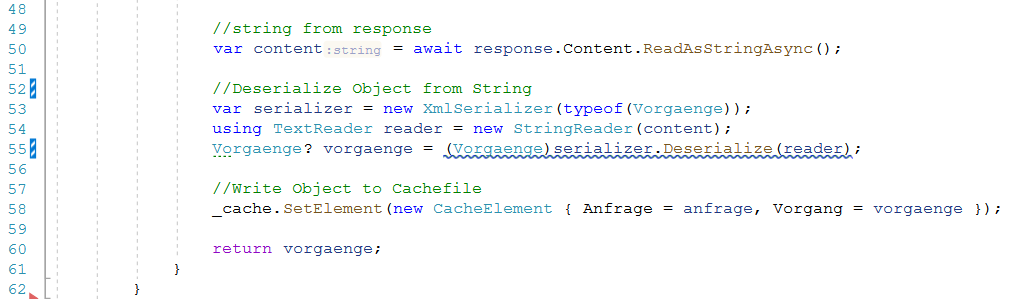 48
49 //string from response
50 var content:string = await response.Content.ReadAsStringAsync();
51
52 //Deserialize Object from String
53 var serializer = new XmlSerializer(typeof(Vorgaenge));
54 using TextReader reader = new StringReader(content);
55 Vorgaenge? vorgaenge = (Vorgaenge)serializer.Deserialize(reader);
56
57 //Write Object to Cachefile
58 _cache.SetElement(new CacheElement { Anfrage = anfrage, Vorgang = vorgaenge });
59
60 return vorgaenge;
61 }
62 }